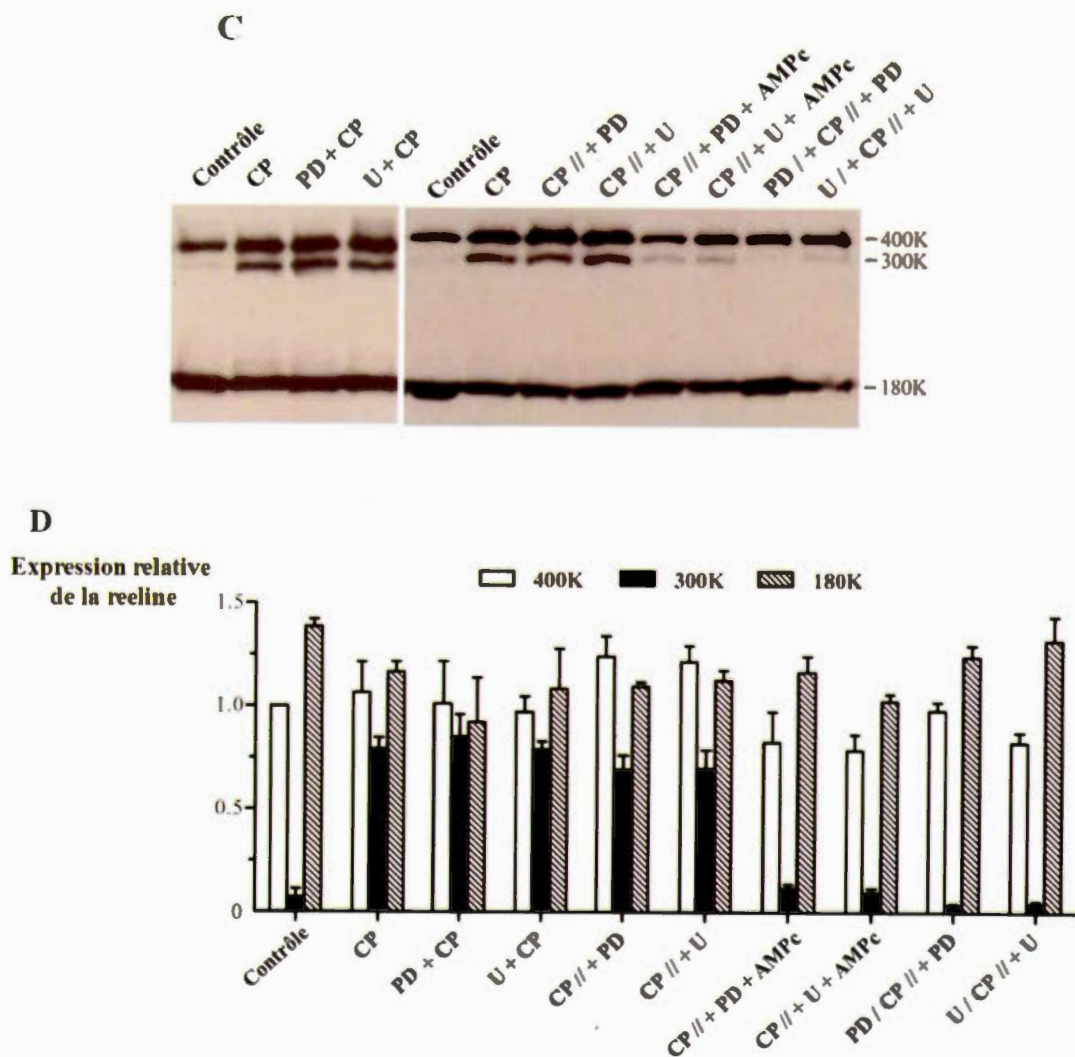 C
Contrôle
CP
PD + CP
U + CP
Contrôle
CP
CP // + PD
CP // + U
CP // + PD + AMPc
CP // + U + AMPc
PD / + CP // + PD
U / + CP // + U
400K
300K
180K
D
Expression relative
de la reeline
400K 300K 180K
1.5
1.0
0.5
0
Contrôle
CP
PD + CP
U + CP
CP // + PD
CP // + U
CP // + PD + AMPc
CP // + U + AMPc
PD / CP // + PD
U / CP // + U